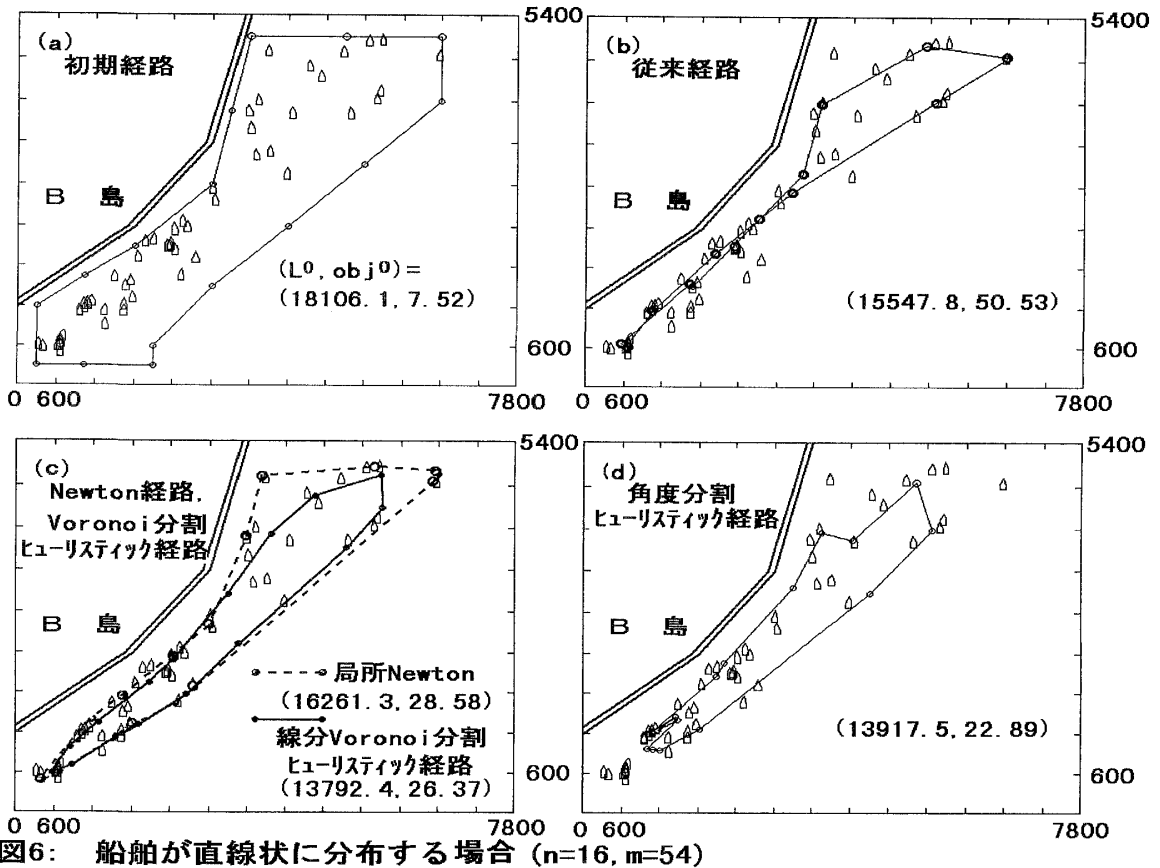 5400
(a)
初期経路
B 島
(L⁰, obj⁰)=
(18106.1, 7.52)
600
0 600
7800
5400
(b)
従来経路
B 島
(15547.8, 50.53)
600
0 600
7800
5400
(c)
Newton経路,
Voronoi分割
ヒューリスティック経路
B 島
局所Newton
(16261.3, 28.58)
線分Voronoi分割
ヒューリスティック経路
(13792.4, 26.37)
600
0 600
7800
5400
(d)
角度分割
ヒューリスティック経路
B 島
(13917.5, 22.89)
600
0 600
7800
図6: 船舶が直線状に分布する場合 (n=16, m=54)